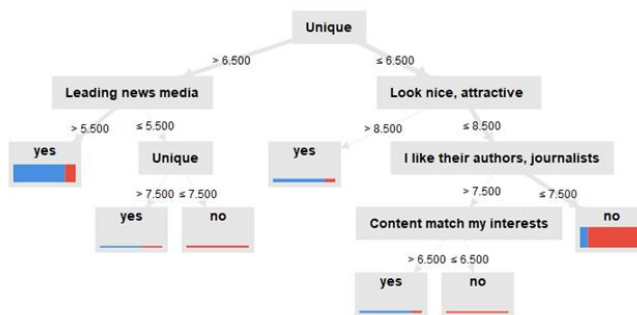 Unique
> 6.500 ≤ 6.500
Leading news media Look nice, attractive
> 5.500 ≤ 5.500 > 8.500 ≤ 8.500
yes Unique yes I like their authors, journalists
> 7.500 ≤ 7.500 > 7.500 ≤ 7.500
yes no Content match my interests no
> 6.500 ≤ 6.500
yes no